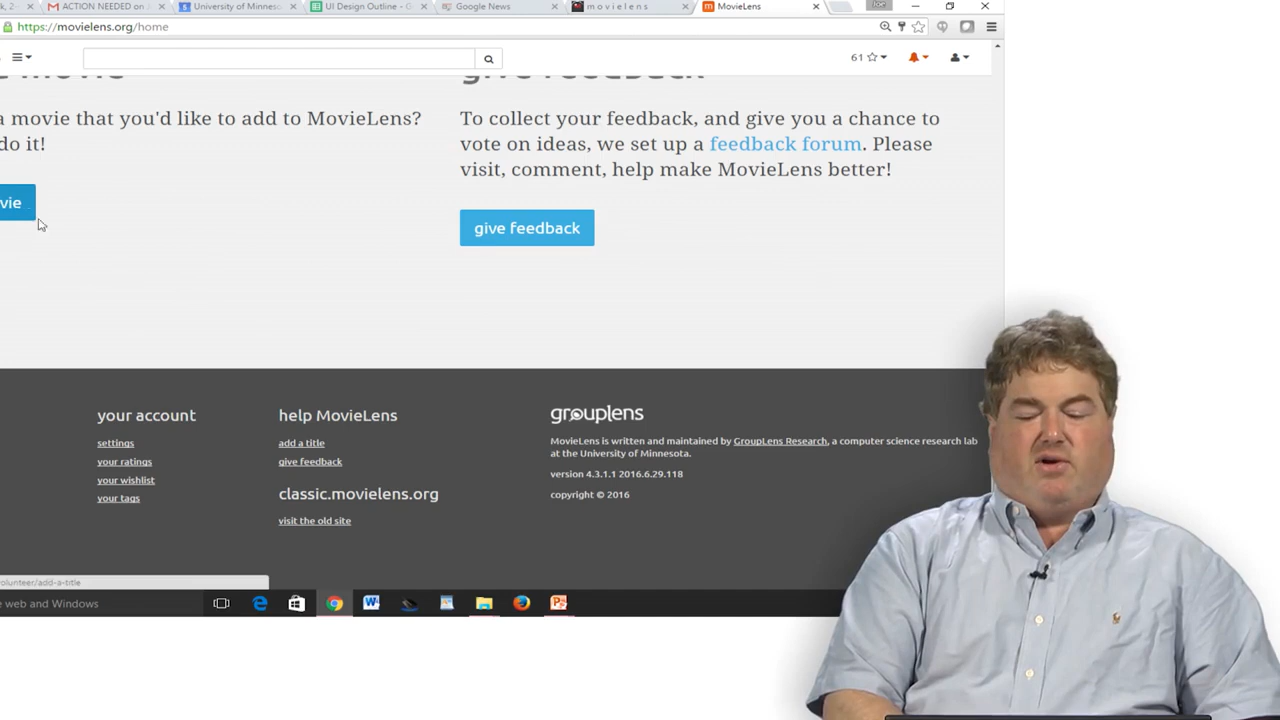 k, 2
ACTION NEEDED on
University of Minneso
UI Design Outline - G
Google News
movielens
MovieLens
Joe
https://movielens.org/home
61
give feedback
a movie that you'd like to add to MovieLens?
do it!
vie
To collect your feedback, and give you a chance to
vote on ideas, we set up a feedback forum. Please
visit, comment, help make MovieLens better!
give feedback
your account
settings
your ratings
your wishlist
your tags
help MovieLens
add a title
give feedback
classic.movielens.org
visit the old site
grouplens
MovieLens is written and maintained by GroupLens Research, a computer science research lab
at the University of Minnesota.
version 4.3.1.1 2016.6.29.118
copyright © 2016
olunteer/add-a-title
e web and Windows